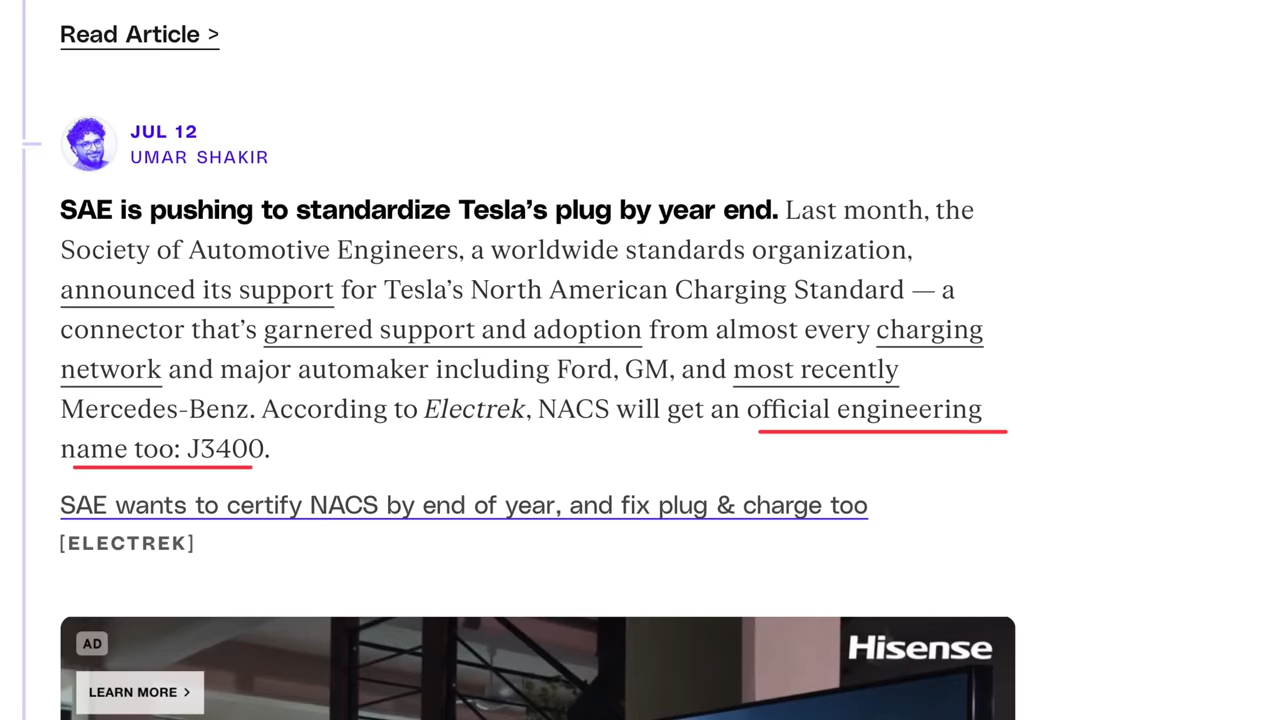 Read Article >
JUL 12
UMAR SHAKIR
SAE is pushing to standardize Tesla’s plug by year end. Last month, the
Society of Automotive Engineers, a worldwide standards organization,
announced its support for Tesla’s North American Charging Standard — a
connector that’s garnered support and adoption from almost every charging
network and major automaker including Ford, GM, and most recently
Mercedes-Benz. According to Electrek, NACS will get an official engineering
name too: J3400.
SAE wants to certify NACS by end of year, and fix plug & charge too
[ELECTREK]
AD
Hisense
LEARN MORE >